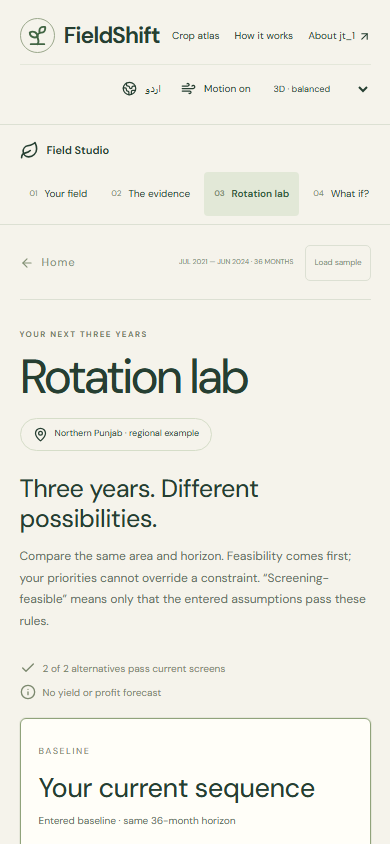 FieldShift
Crop atlas
How it works
About jt_1
اردو
Motion on
3D · balanced
Field Studio
01 Your field
02 The evidence
03 Rotation lab
04 What if?
Home
JUL 2021 — JUN 2024 · 36 MONTHS
Load sample
YOUR NEXT THREE YEARS
Rotation lab
Northern Punjab · regional example
Three years. Different
possibilities.
Compare the same area and horizon. Feasibility comes first;
your priorities cannot override a constraint. “Screening-
feasible” means only that the entered assumptions pass these
rules.
2 of 2 alternatives pass current screens
No yield or profit forecast
BASELINE
Your current sequence
Entered baseline · same 36-month horizon